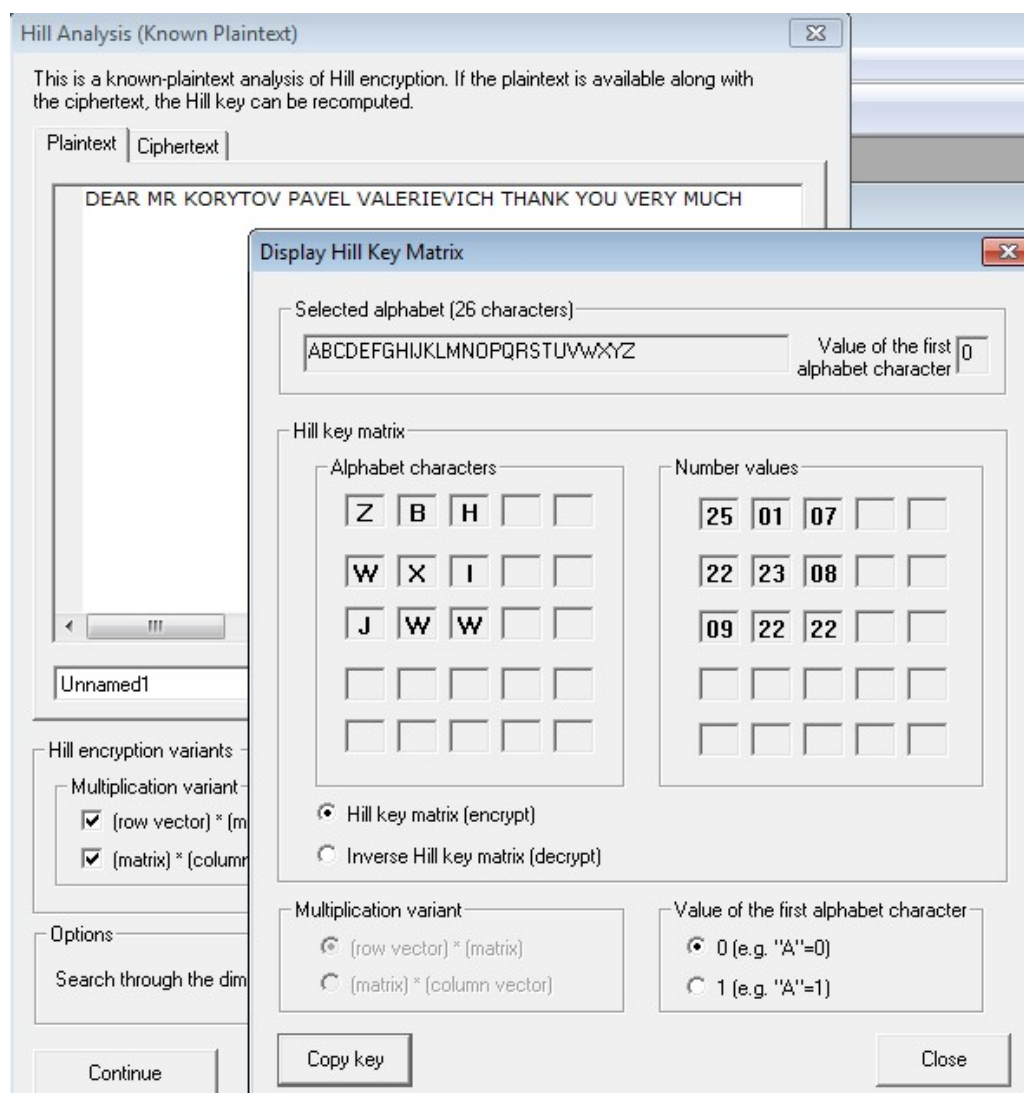 Hill Analysis (Known Plaintext)
This is a known-plaintext analysis of Hill encryption. If the plaintext is available along with
the ciphertext, the Hill key can be recomputed.
Plaintext Ciphertext
DEAR MR KORYTOV PAVEL VALERIEVICH THANK YOU VERY MUCH
Display Hill Key Matrix
Selected alphabet (26 characters)
ABCDEFGHIJKLMNOPQRSTUVWXYZ
Value of the first
alphabet character
0
Hill key matrix
Alphabet characters Number values
Z B H 25 01 07
W X I 22 23 08
J W W 09 22 22
Unnamed1
Hill encryption variants
Multiplication variant
(row vector) * (m
(matrix) * (column
Hill key matrix (encrypt)
Inverse Hill key matrix (decrypt)
Multiplication variant Value of the first alphabet character
(row vector) * (matrix) 0 (e.g. "A"=0)
(matrix) * (column vector) 1 (e.g. "A"=1)
Options
Search through the dim
Continue
Copy key Close